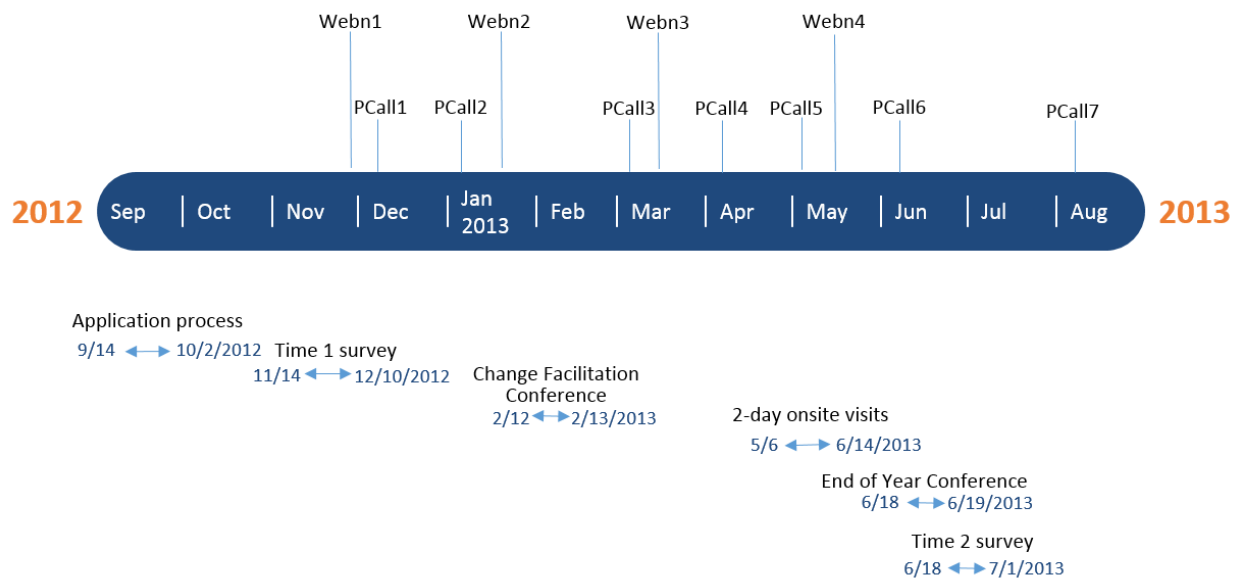 Webn1 Webn2 Webn3 Webn4
PCall1 PCall2 PCall3 PCall4 PCall5 PCall6 PCall7
2012 Sep Oct Nov Dec Jan 2013 Feb Mar Apr May Jun Jul Aug 2013
Application process
9/14 10/2/2012
Time 1 survey
11/14 12/10/2012
Change Facilitation
Conference
2/12 2/13/2013
2-day onsite visits
5/6 6/14/2013
End of Year Conference
6/18 6/19/2013
Time 2 survey
6/18 7/1/2013